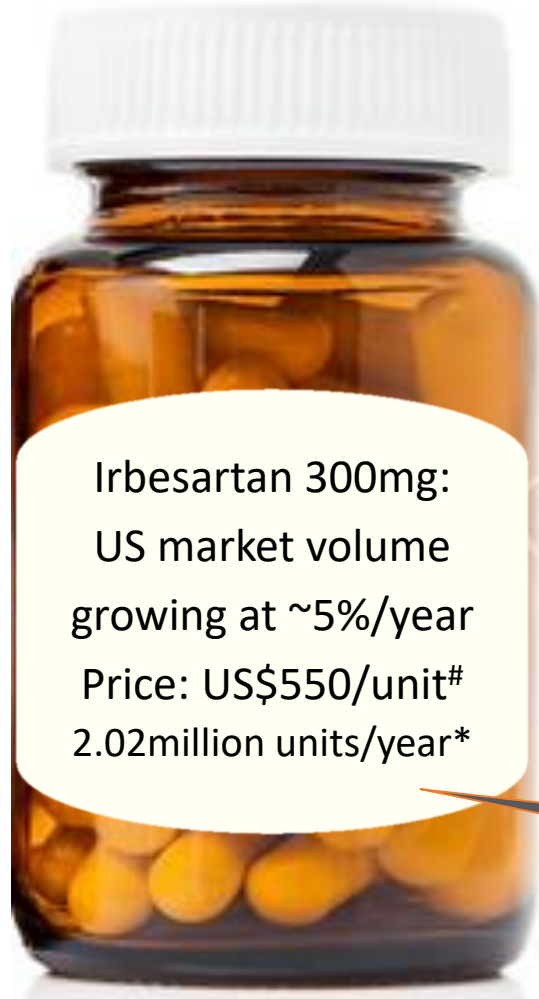 Irbesartan 300mg:
US market volume
growing at ~5%/year
Price: US$550/unit#
2.02million units/year*